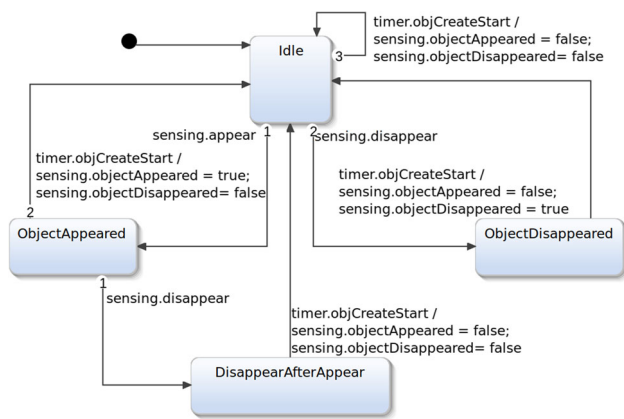 timer.objCreateStart /
sensing.objectAppeared = false;
sensing.objectDisappeared= false
Idle
3
sensing.appear
1
2
sensing.disappear
timer.objCreateStart /
sensing.objectAppeared = true;
sensing.objectDisappeared= false
2
timer.objCreateStart /
sensing.objectAppeared = false;
sensing.objectDisappeared = true
ObjectAppeared
ObjectDisappeared
1
sensing.disappear
timer.objCreateStart /
sensing.objectAppeared = false;
sensing.objectDisappeared= false
DisappearAfterAppear